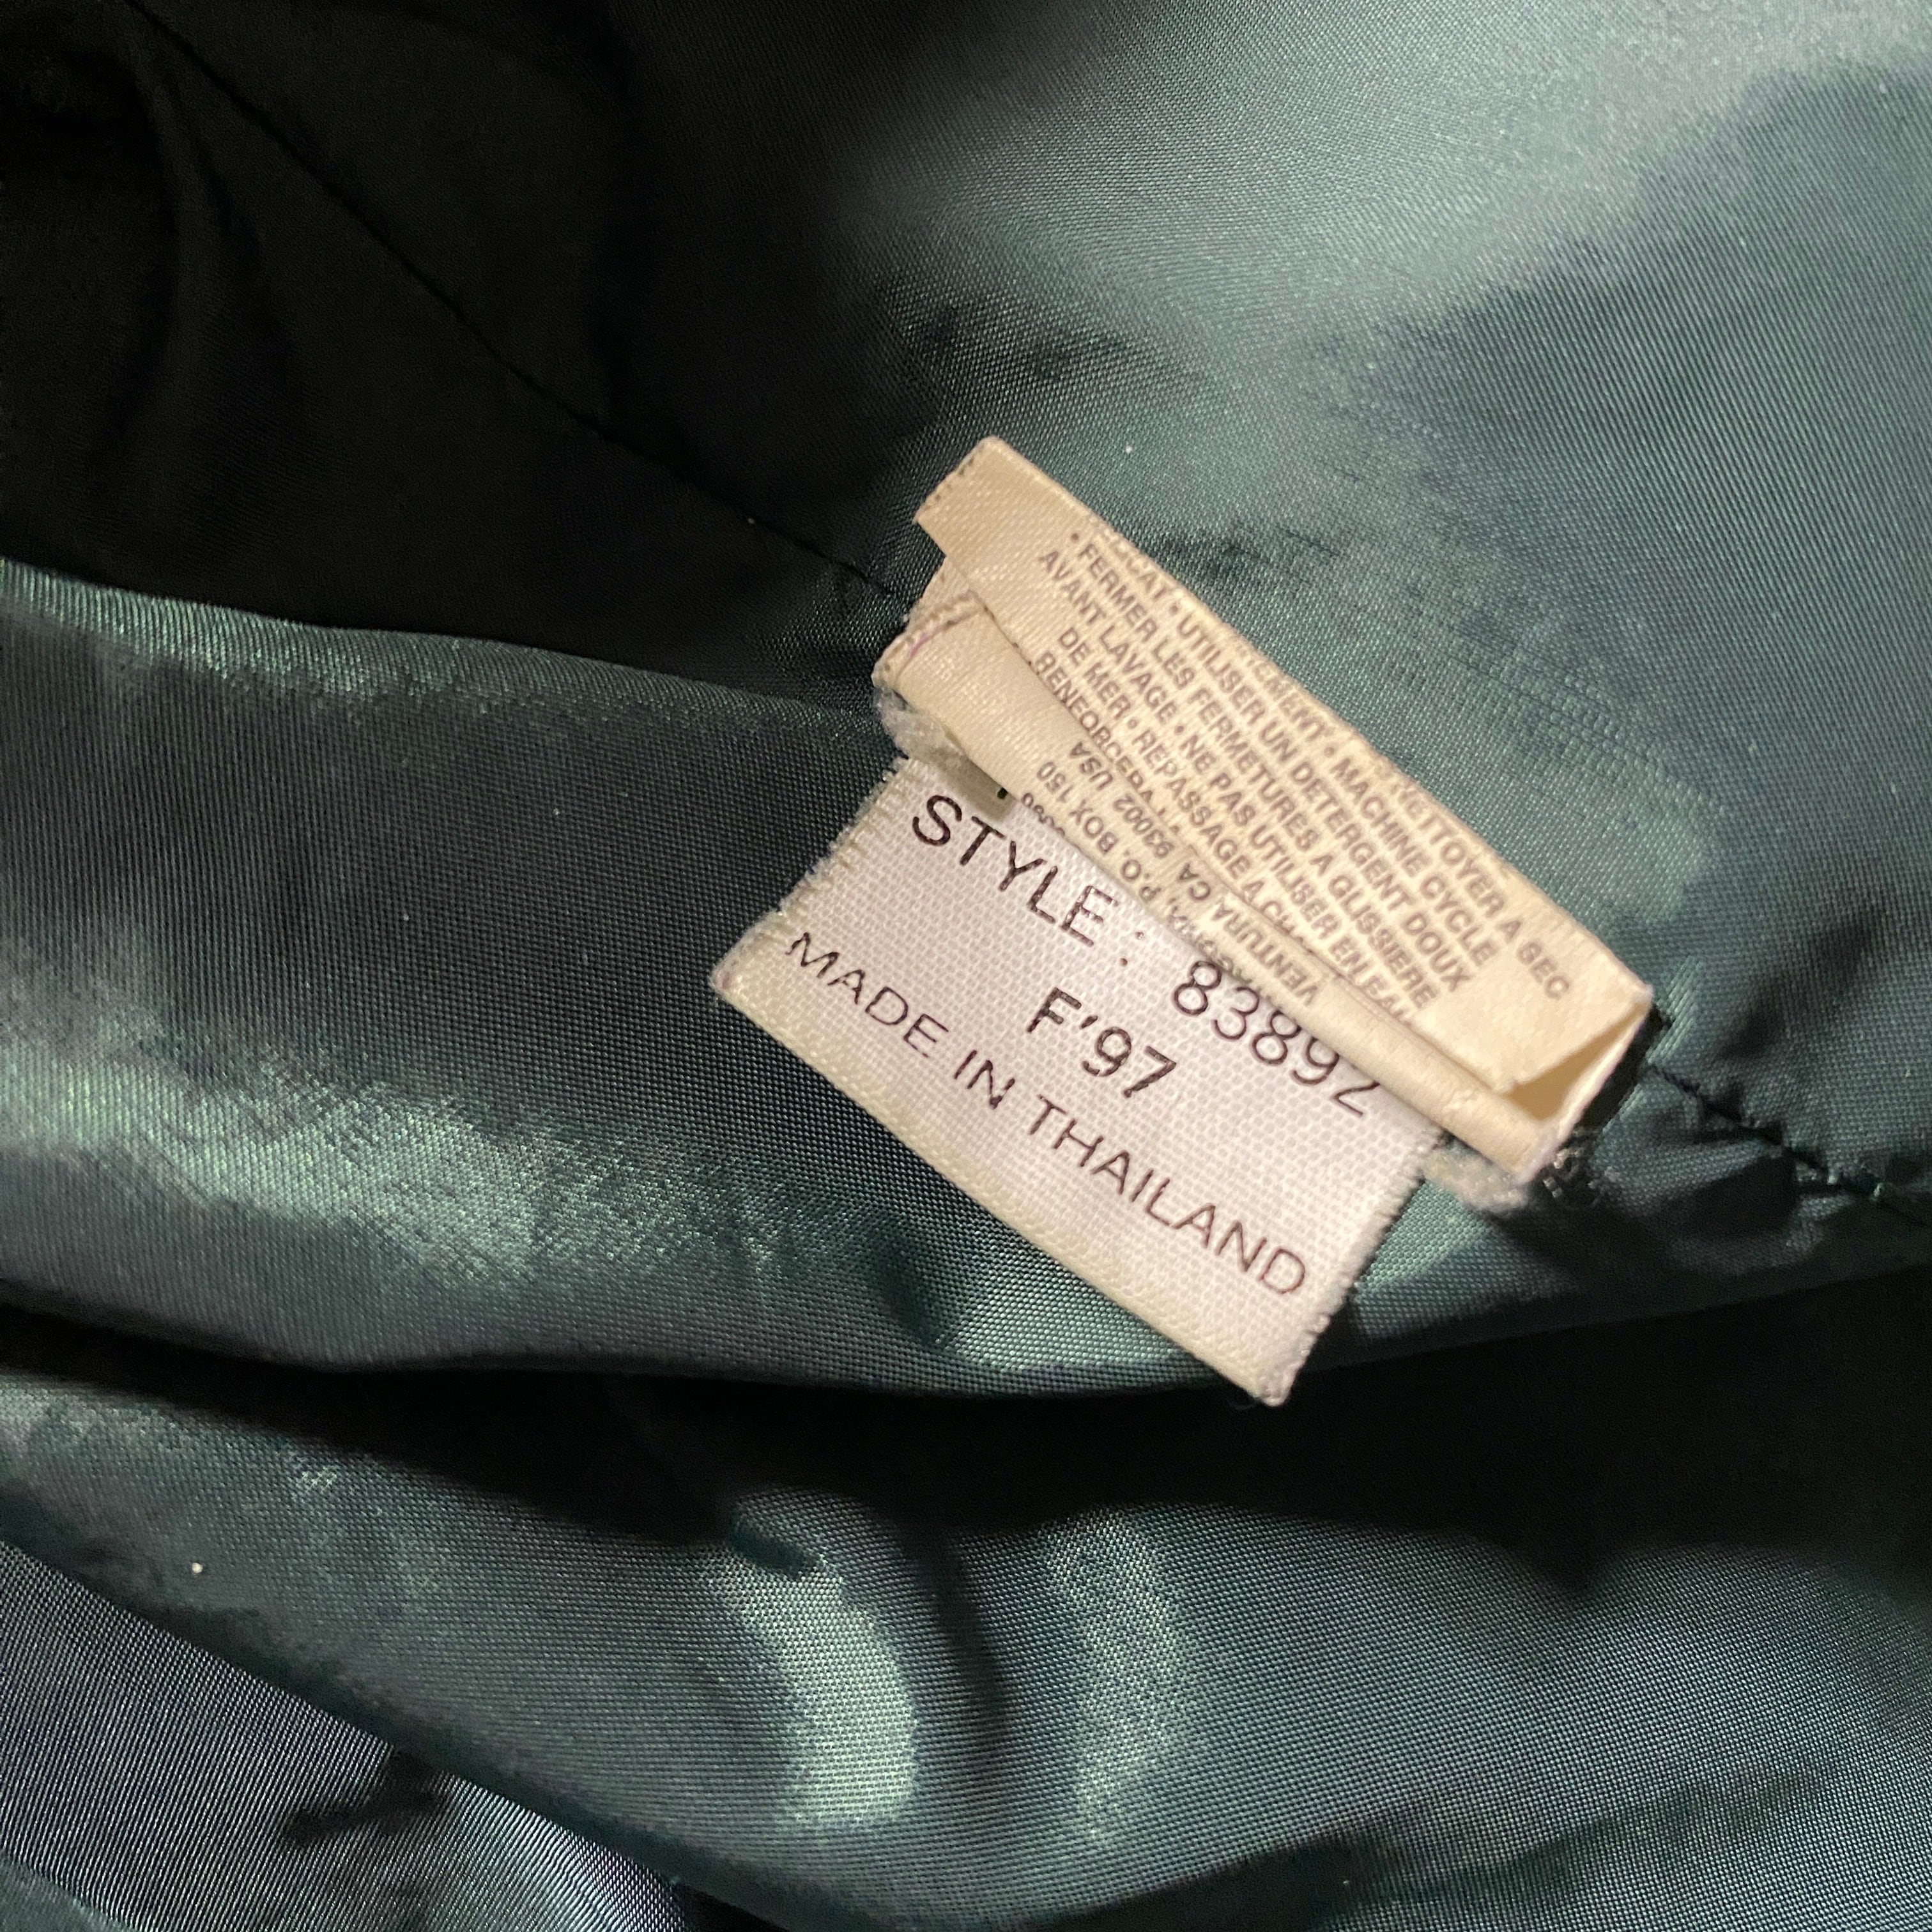 UTILISER UN DETERGENT DOUX
• FERMER LES FERMETURES A GLISSIERE
AVANT LAVAGE • NE PAS UTILISER EN
DE MER • REPASSAGE A
MACHINE CYCLE
NETTOYER A SEC
VENTURA CA 93002 USA
P.O. BOX 150
STYLE : 83892
F'97
MADE IN THAILAND